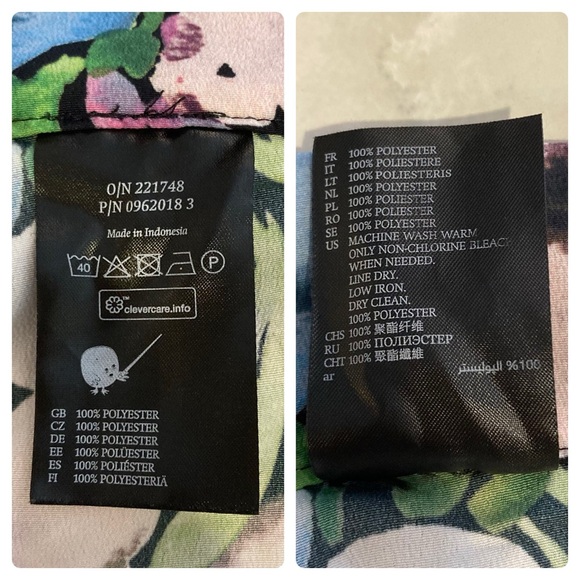 O/N 221748
P/N 0962018 3
Made in Indonesia
40 P
™
clevercare.info
GB 100% POLYESTER
CZ 100% POLYESTER
DE 100% POLYESTER
EE 100% POLÜESTER
ES 100% POLIÉSTER
FI 100% POLYESTERIÄ
FR 100% POLYESTER
IT 100% POLIESTERE
LT 100% POLIESTERIS
NL 100% POLYESTER
PL 100% POLIESTER
RO 100% POLIESTER
SE 100% POLYESTER
US MACHINE WASH WARM
ONLY NON-CHLORINE BLEACH
WHEN NEEDED.
LINE DRY.
LOW IRON.
DRY CLEAN.
100% POLYESTER
CHS 100% 聚酯纤维
RU 100% ПОЛИЭСТЕР
CHT 100% 聚酯纖維
ar 100% البوليستر